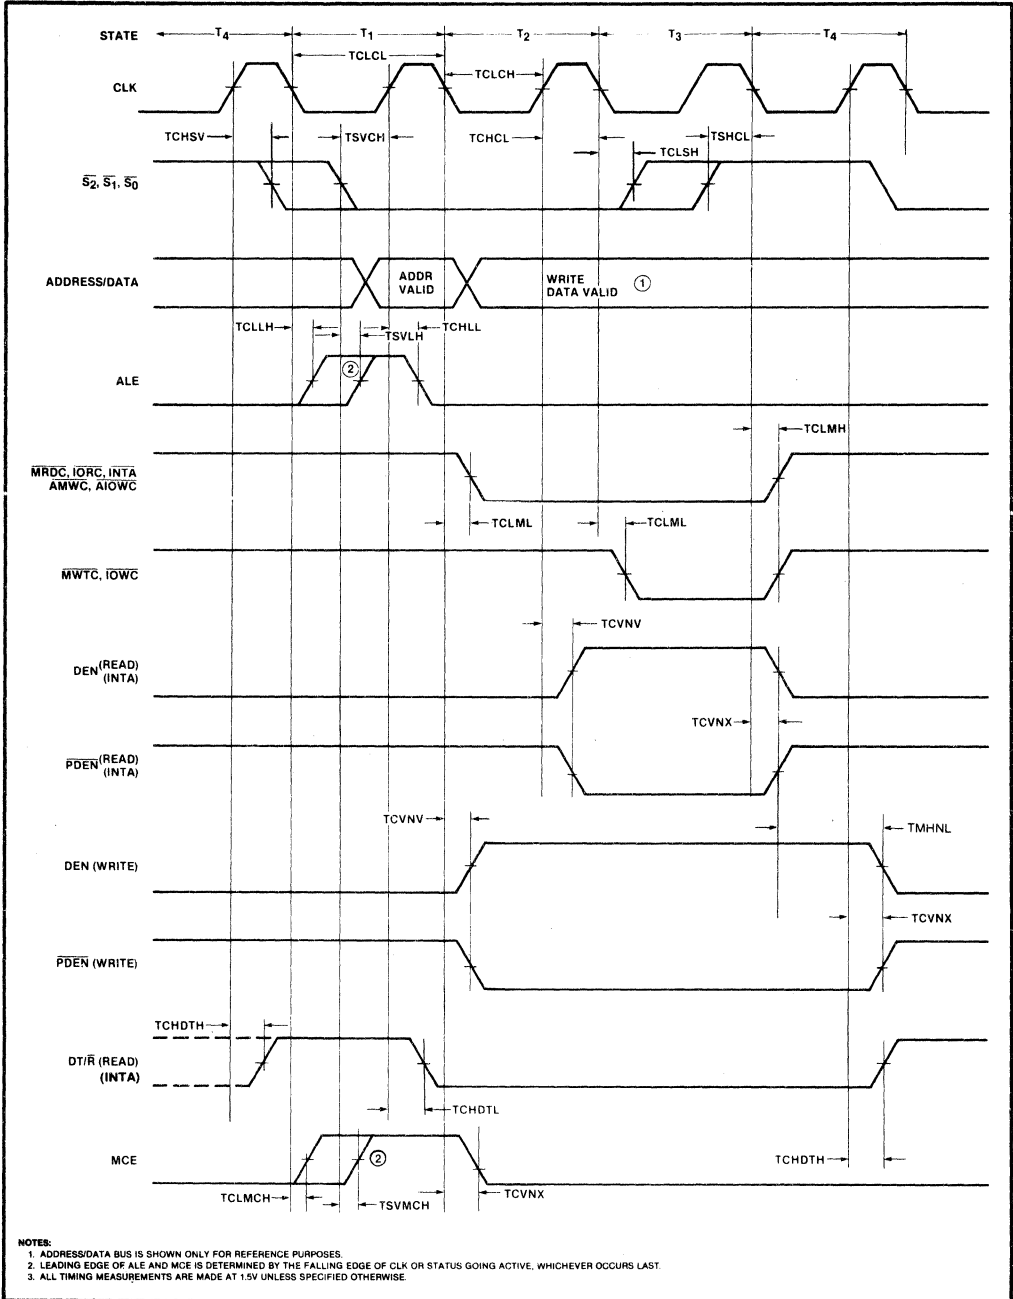 STATE T4 T1 T2 T3 T4
TCLCL
TCLCH
CLK
TCHSV TSVCH TCHCL TSHCL
TCLSH
S2, S1, S0
ADDRESS/DATA ADDR VALID WRITE DATA VALID ①
TCLLH TSVLH TCHLL
ALE ②
TCLMH
MRDC, IORC, INTA
AMWC, AIOWC
TCLML TCLML
MWTC, IOWC
TCVNV
DEN (READ)
(INTA)
TCVNX
PDEN (READ)
(INTA)
TCVNV TMHNL
DEN (WRITE)
TCVNX
PDEN (WRITE)
TCHDTH
DT/R (READ)
(INTA)
TCHDTL
MCE ② TCHDTH
TCLMCH TSVMCH TCVNX
NOTES:
1. ADDRESS/DATA BUS IS SHOWN ONLY FOR REFERENCE PURPOSES.
2. LEADING EDGE OF ALE AND MCE IS DETERMINED BY THE FALLING EDGE OF CLK OR STATUS GOING ACTIVE, WHICHEVER OCCURS LAST.
3. ALL TIMING MEASUREMENTS ARE MADE AT 1.5V UNLESS SPECIFIED OTHERWISE.